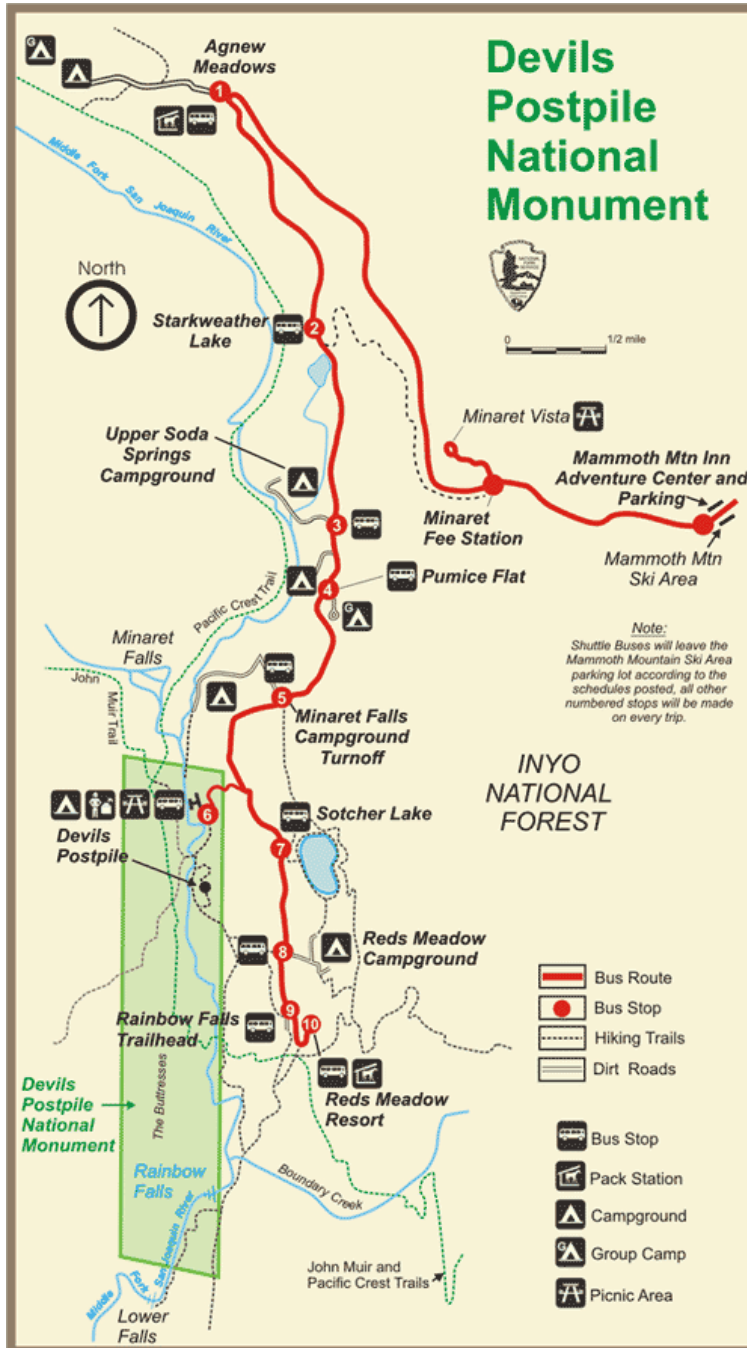 Devils
Postpile
National
Monument
G
Agnew
Meadows
1
Middle Fork San Joaquin River
North
Starkweather
Lake
2
0 1/2 mile
Minaret Vista
Upper Soda
Springs
Campground
Mammoth Mtn Inn
Adventure Center and
Parking
Minaret
Fee Station
3
Mammoth Mtn
Ski Area
4
Pumice Flat
G
Pacific Crest Trail
Note:
Shuttle Buses will leave the
Mammoth Mountain Ski Area
parking lot according to the
schedules posted, all other
numbered stops will be made
on every trip.
Minaret
Falls
John
Muir Trail
5
Minaret Falls
Campground
Turnoff
INYO
NATIONAL
FOREST
6
Devils
Postpile
Sotcher Lake
7
8
Reds Meadow
Campground
9
10
Rainbow Falls
Trailhead
Reds Meadow
Resort
Devils
Postpile
National
Monument
The Buttresses
Rainbow
Falls
Boundary Creek
Middle Fork San Joaquin River
Lower
Falls
John Muir and
Pacific Crest Trails
Bus Route
Bus Stop
Hiking Trails
Dirt Roads
Bus Stop
Pack Station
Campground
G
Group Camp
Picnic Area